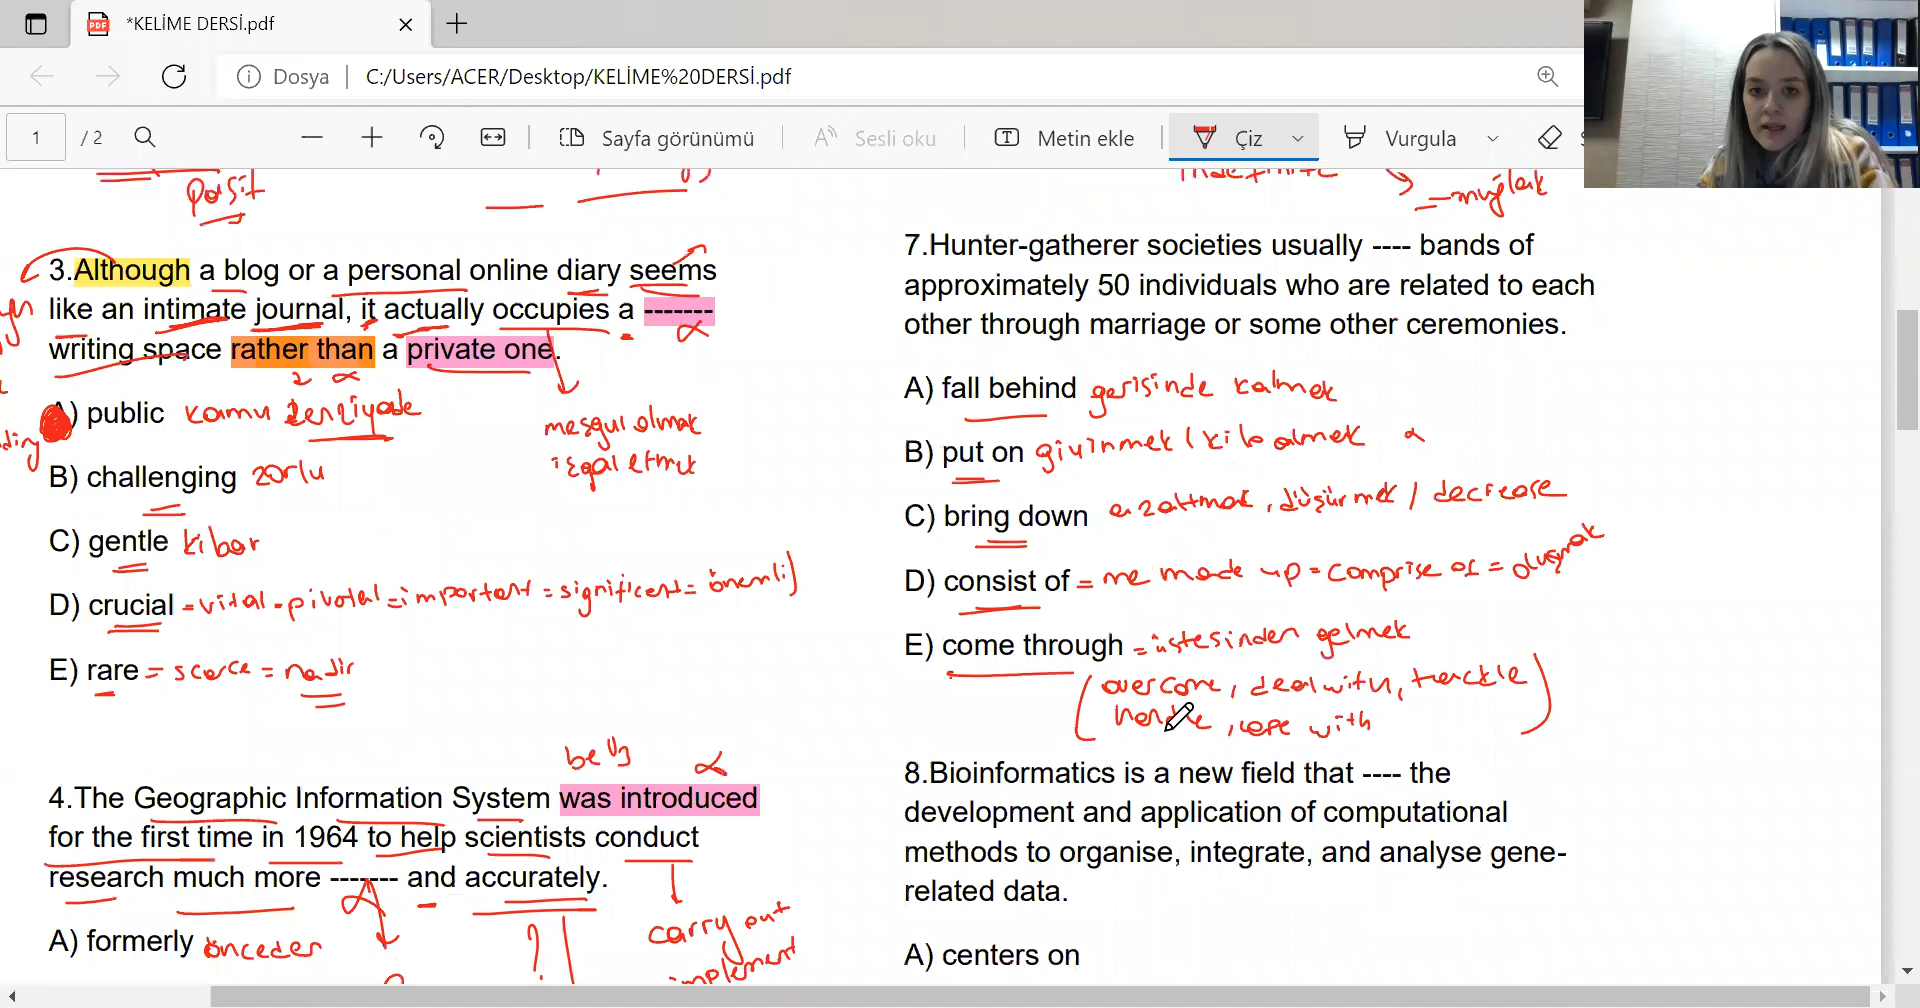 *KELİME DERSİ.pdf
Dosya
C:/Users/ACER/Desktop/KELİME%20DERSİ.pdf
1 / 2
Sayfa görünümü
Sesli oku
Metin ekle
Çiz
Vurgula
posit
3.Although a blog or a personal online diary seems
like an intimate journal, it actually occupies a -------
writing space rather than a private one.
meşgul olmak
işgal etmek
A) public kamu
B) challenging zorlu
C) gentle kibar
D) crucial = vital = pivotal = important = significant = önemli
E) rare = scarce = nadir
be V3
4.The Geographic Information System was introduced
for the first time in 1964 to help scientists conduct
research much more ------- and accurately.
?
carry out
implement
A) formerly önceden
muğlak
7.Hunter-gatherer societies usually ---- bands of
approximately 50 individuals who are related to each
other through marriage or some other ceremonies.
A) fall behind gerisinde kalmak
B) put on giyinmek / kilo almak
C) bring down azaltmak, düşürmek / decrease
D) consist of = me made up = comprise of = oluşmak
E) come through = üstesinden gelmek
(overcome, deal with, tackle
handle, cope with)
8.Bioinformatics is a new field that ---- the
development and application of computational
methods to organise, integrate, and analyse gene-
related data.
A) centers on